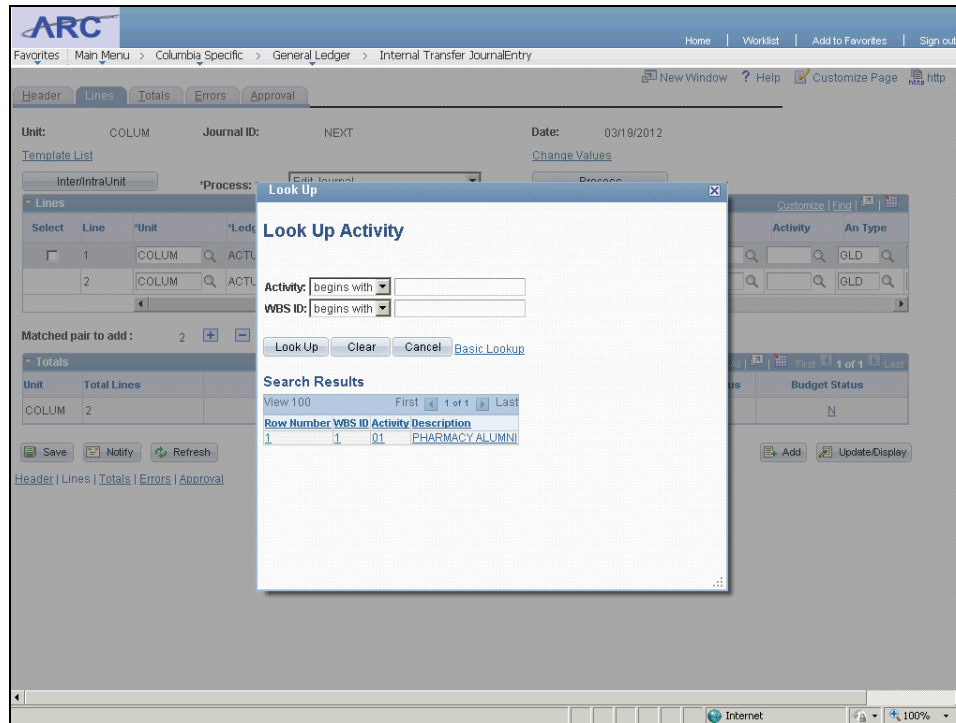 ARC
Home | Worklist | Add to Favorites | Sign out
Favorites Main Menu > Columbia Specific > General Ledger > Internal Transfer JournalEntry
New Window ? Help Customize Page http
Header Lines Totals Errors Approval
Unit: COLUM Journal ID: NEXT Date: 03/19/2012
Template List Change Values
Inter/IntraUnit *Process: Edit Journal Process
Look Up
Lines Customize | Find |
Select Line *Unit *Ledg Activity An Type
1 COLUM ACTU GLD
2 COLUM ACTU GLD
Look Up Activity
Activity: begins with
WBS ID: begins with
Look Up Clear Cancel Basic Lookup
Matched pair to add : 2
Search Results
View 100 First 1 of 1 Last
Row Number WBS ID Activity Description
1 1 01 PHARMACY ALUMNI
Totals First 1 of 1 Last
Unit Total Lines Budget Status
COLUM 2 N
Save Notify Refresh Add Update/Display
Header | Lines | Totals | Errors | Approval
Internet 100%